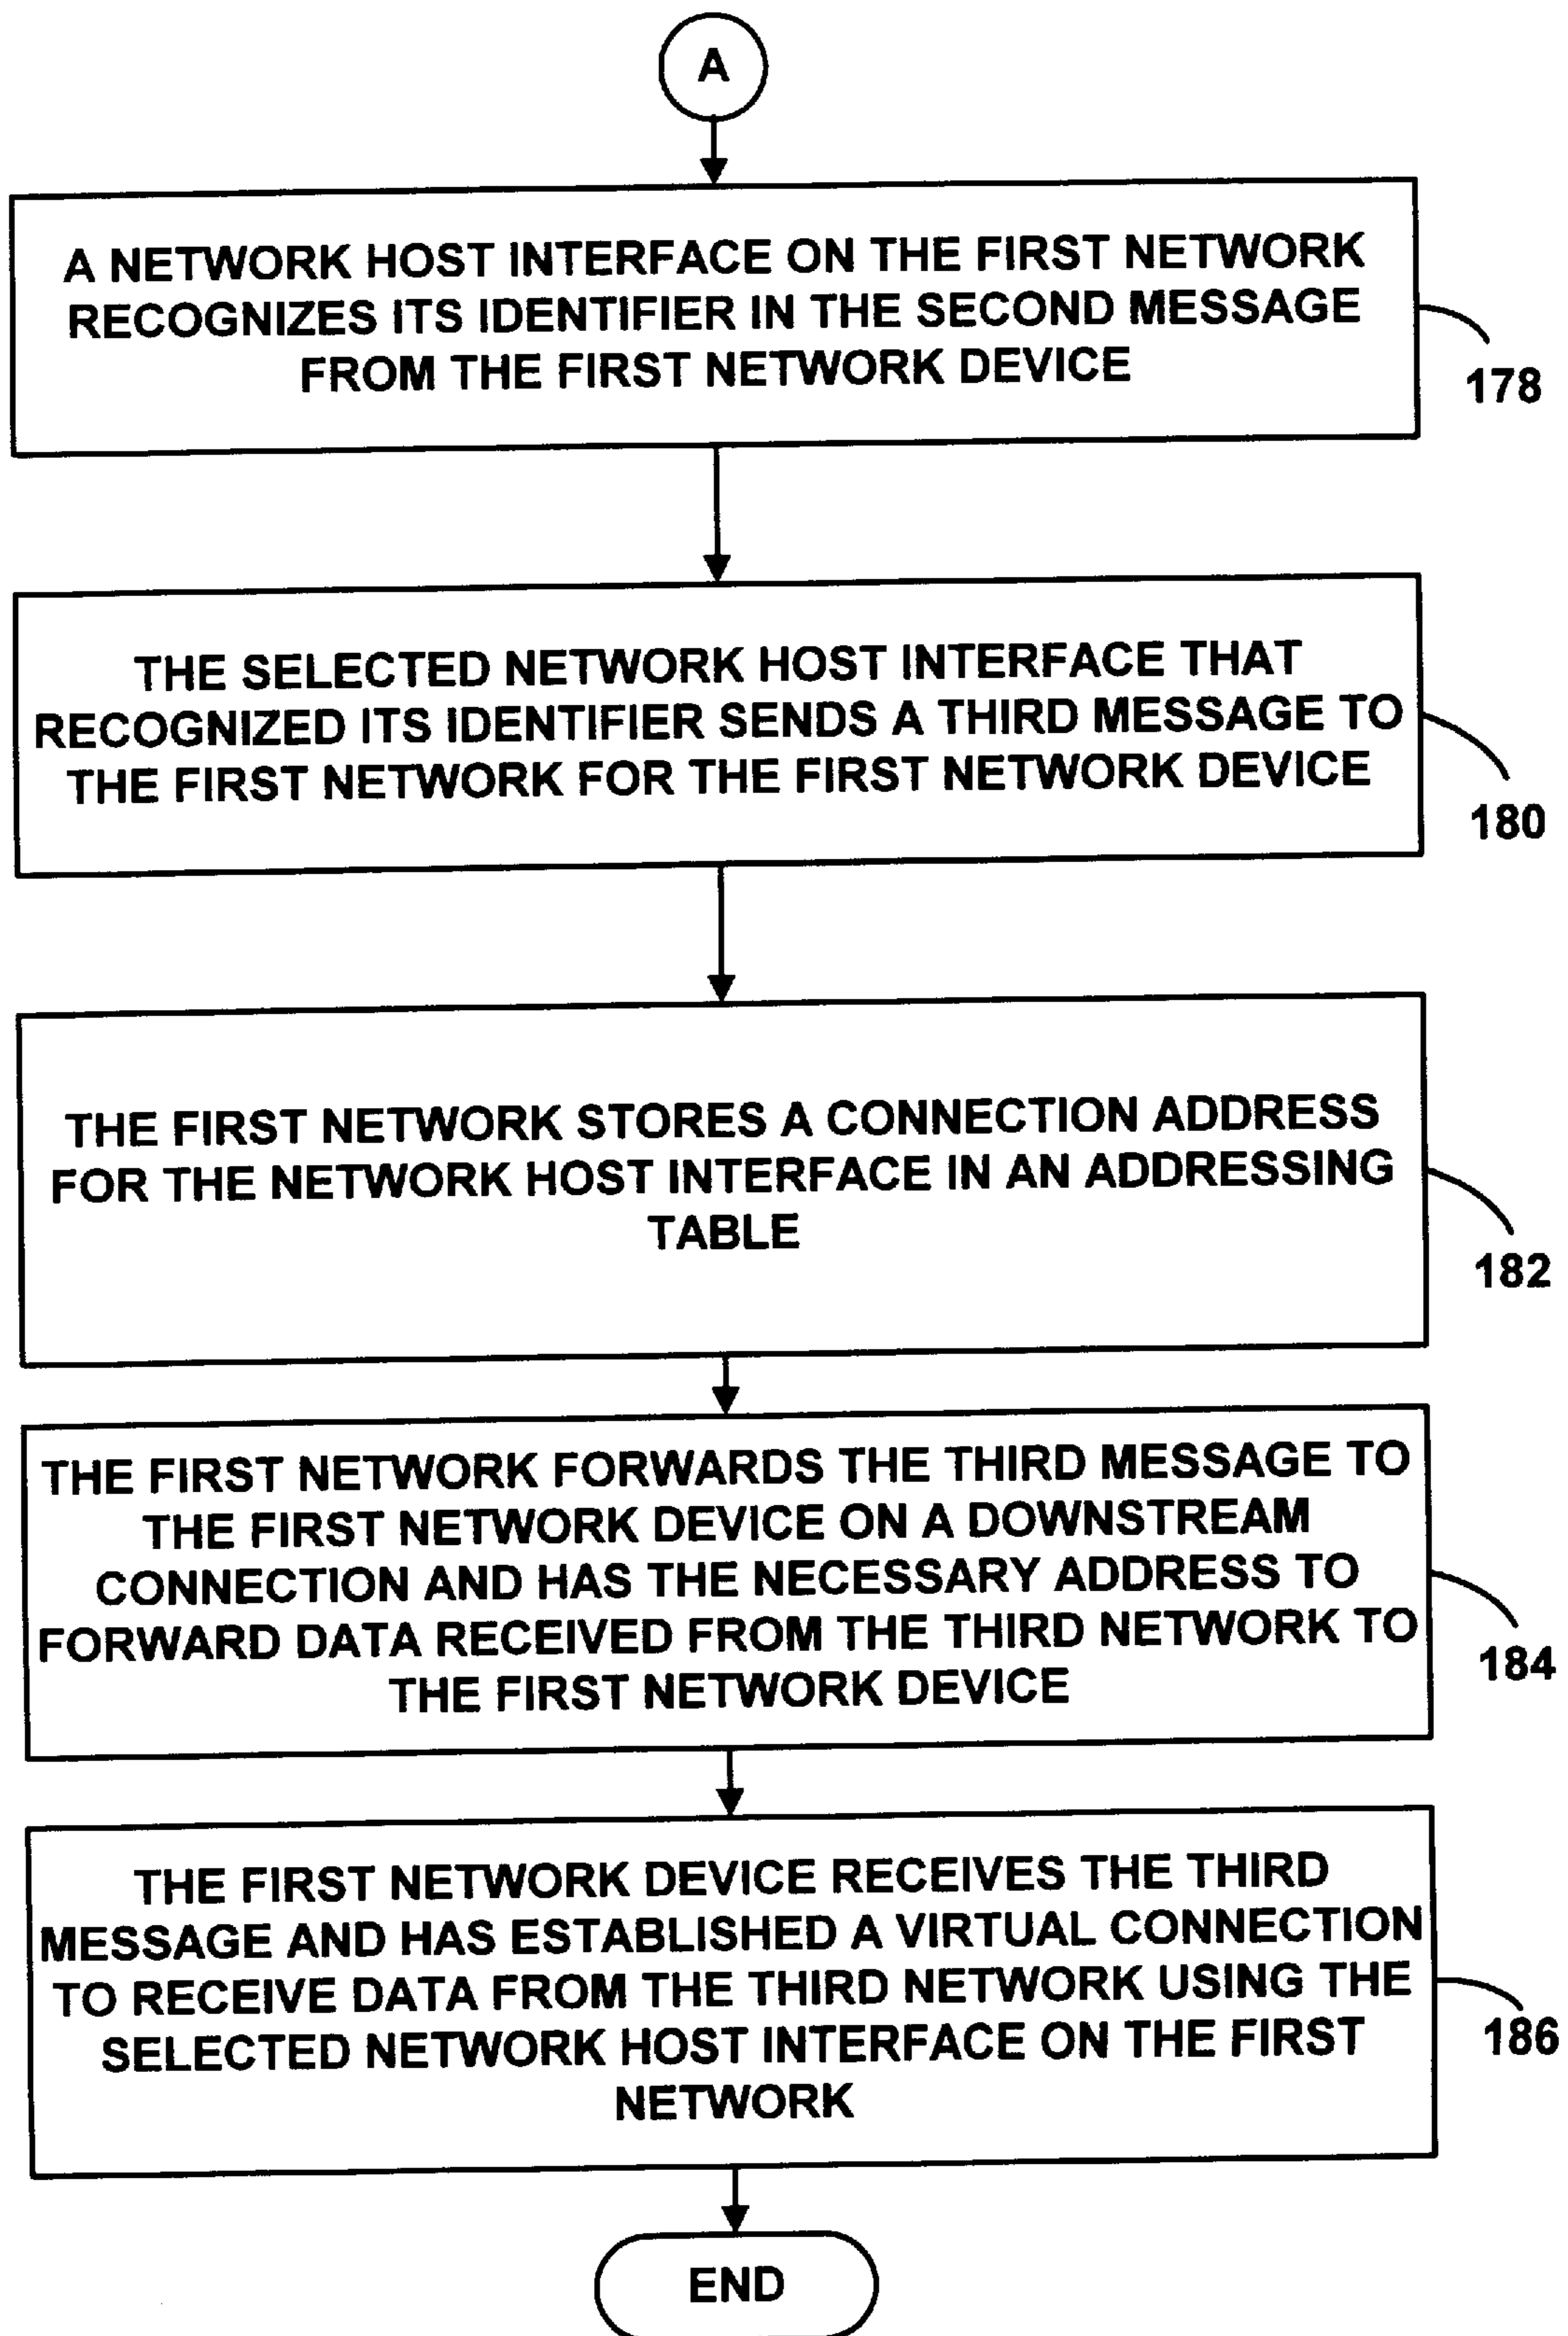 A
A NETWORK HOST INTERFACE ON THE FIRST NETWORK
RECOGNIZES ITS IDENTIFIER IN THE SECOND MESSAGE
FROM THE FIRST NETWORK DEVICE
178
THE SELECTED NETWORK HOST INTERFACE THAT
RECOGNIZED ITS IDENTIFIER SENDS A THIRD MESSAGE TO
THE FIRST NETWORK FOR THE FIRST NETWORK DEVICE
180
THE FIRST NETWORK STORES A CONNECTION ADDRESS
FOR THE NETWORK HOST INTERFACE IN AN ADDRESSING
TABLE
182
THE FIRST NETWORK FORWARDS THE THIRD MESSAGE TO
THE FIRST NETWORK DEVICE ON A DOWNSTREAM
CONNECTION AND HAS THE NECESSARY ADDRESS TO
FORWARD DATA RECEIVED FROM THE THIRD NETWORK TO
THE FIRST NETWORK DEVICE
184
THE FIRST NETWORK DEVICE RECEIVES THE THIRD
MESSAGE AND HAS ESTABLISHED A VIRTUAL CONNECTION
TO RECEIVE DATA FROM THE THIRD NETWORK USING THE
SELECTED NETWORK HOST INTERFACE ON THE FIRST
NETWORK
186
END